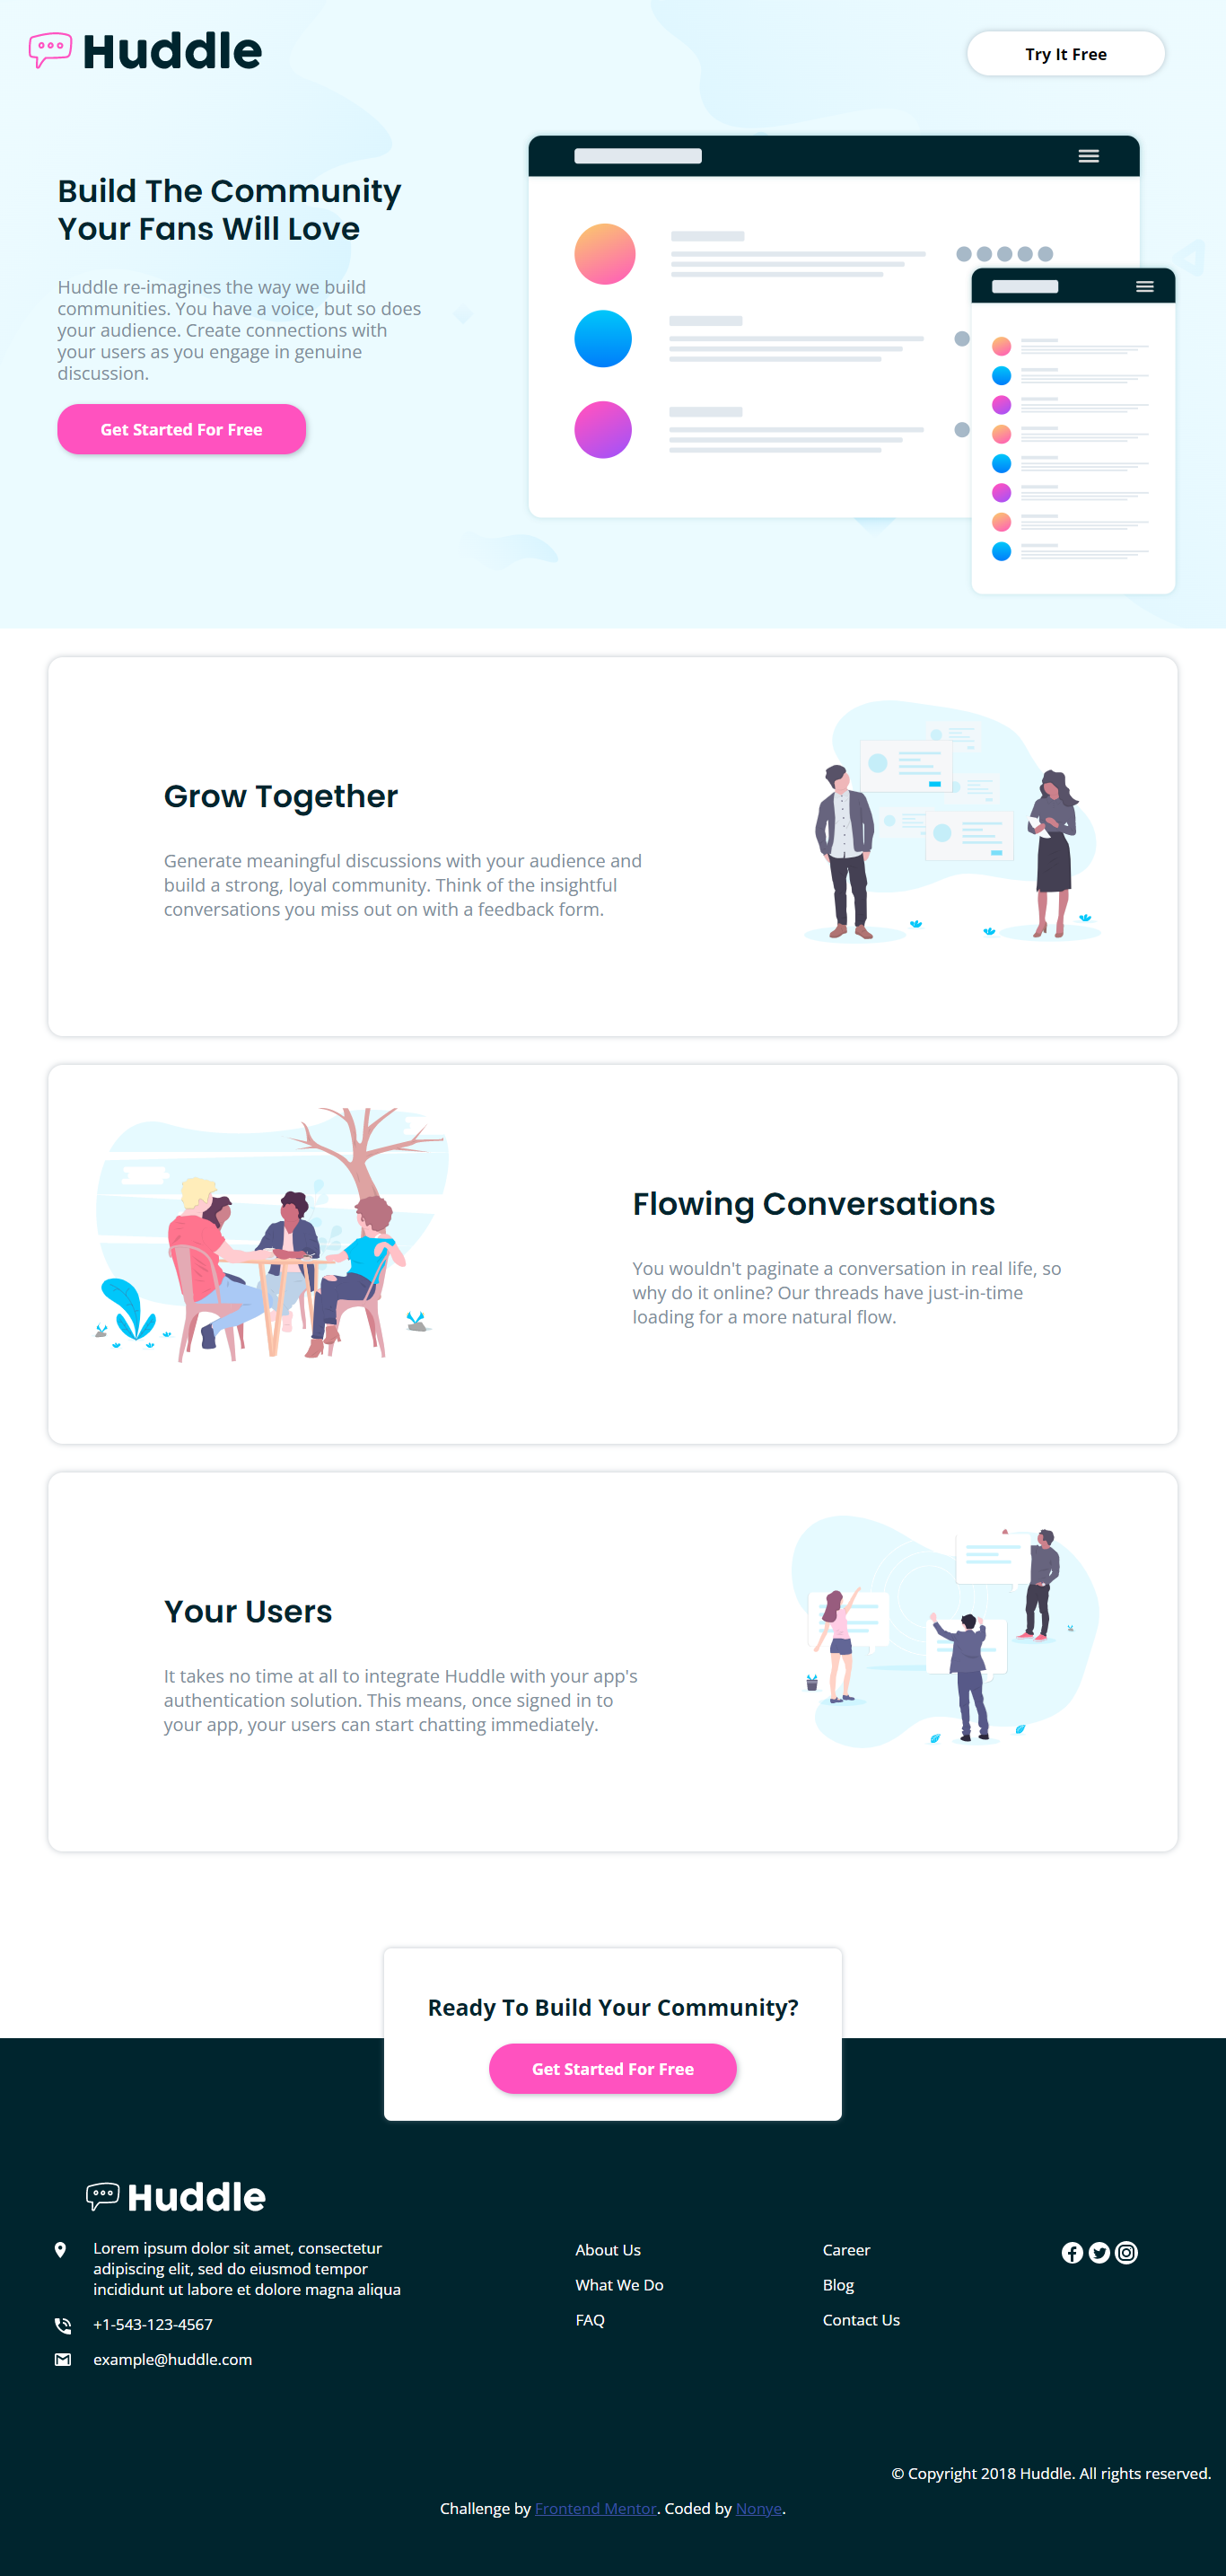 Huddle
Try It Free
Build The Community
Your Fans Will Love
Huddle re-imagines the way we build
communities. You have a voice, but so does
your audience. Create connections with
your users as you engage in genuine
discussion.
Get Started For Free
Grow Together
Generate meaningful discussions with your audience and
build a strong, loyal community. Think of the insightful
conversations you miss out on with a feedback form.
Flowing Conversations
You wouldn't paginate a conversation in real life, so
why do it online? Our threads have just-in-time
loading for a more natural flow.
Your Users
It takes no time at all to integrate Huddle with your app's
authentication solution. This means, once signed in to
your app, your users can start chatting immediately.
Ready To Build Your Community?
Get Started For Free
Huddle
Lorem ipsum dolor sit amet, consectetur
adipiscing elit, sed do eiusmod tempor
incididunt ut labore et dolore magna aliqua
+1-543-123-4567
example@huddle.com
About Us
What We Do
FAQ
Career
Blog
Contact Us
© Copyright 2018 Huddle. All rights reserved.
Challenge by Frontend Mentor. Coded by Nonye.